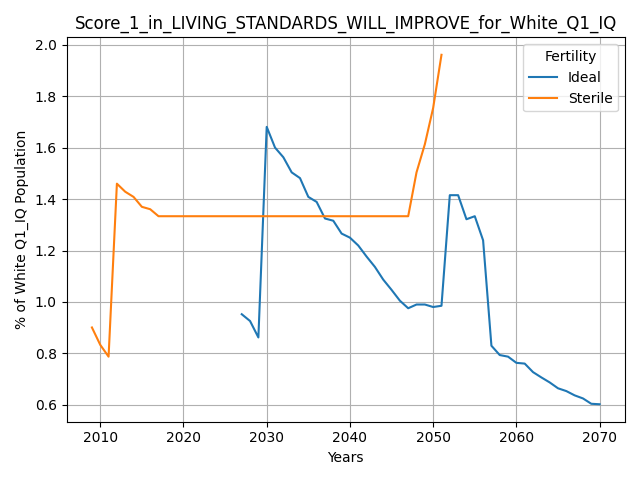 Score_1_in_LIVING_STANDARDS_WILL_IMPROVE_for_White_Q1_IQ
% of White Q1_IQ Population
2.0
1.8
1.6
1.4
1.2
1.0
0.8
0.6
Fertility
Ideal
Sterile
2010 2020 2030 2040 2050 2060 2070
Years